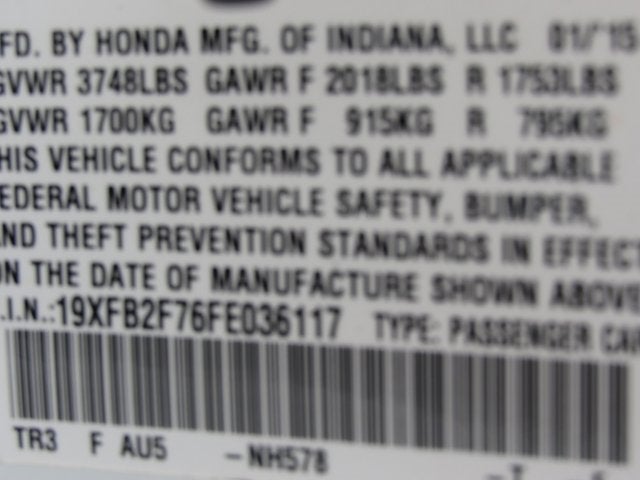 FD. BY HONDA MFG. OF INDIANA, LLC 01/'15
GVWR 3748LBS GAWR F 2018LBS R 1753LBS
GVWR 1700KG GAWR F 915KG R 795KG
HIS VEHICLE CONFORMS TO ALL APPLICABLE
EDERAL MOTOR VEHICLE SAFETY, BUMPER,
ND THEFT PREVENTION STANDARDS IN EFFECT
ON THE DATE OF MANUFACTURE SHOWN ABOVE
.I.N.:19XFB2F76FE036117 TYPE: PASSENGER CAR
TR3 F AU5 -NH578